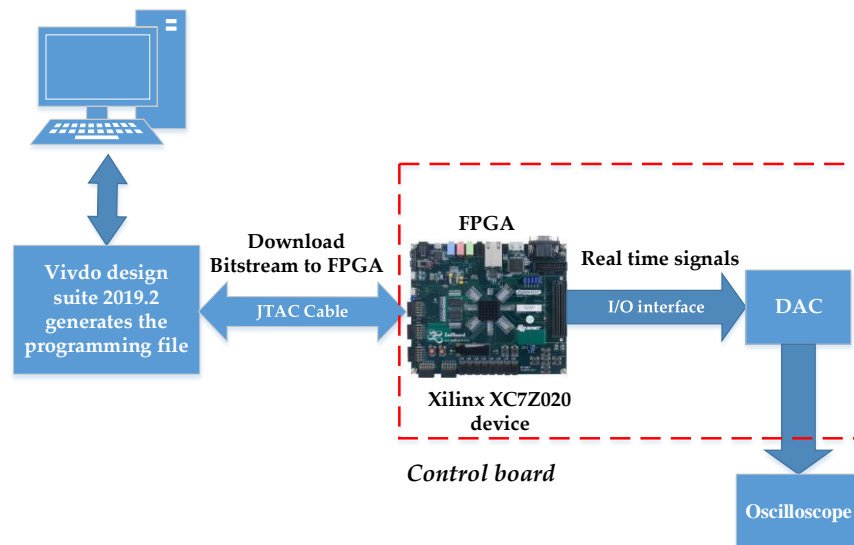 Vivdo design
suite 2019.2
generates the
programming file
Download
Bitstream to FPGA
JTAC Cable
FPGA
Xilinx XC7Z020
device
Real time signals
I/O interface
DAC
Control board
Oscilloscope